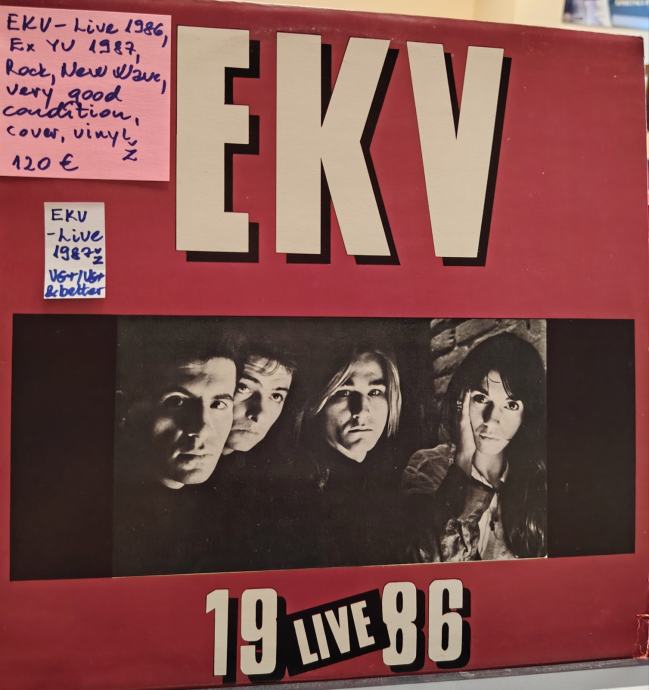 EKV-Live 1986,
Ex YU 1987,
Rock, New Wave,
very good
condition,
cover, vinyl,
ž
120 €
EKV
EKV
-Live
1987 ž
VG+/VG+
& better
19 LIVE 86